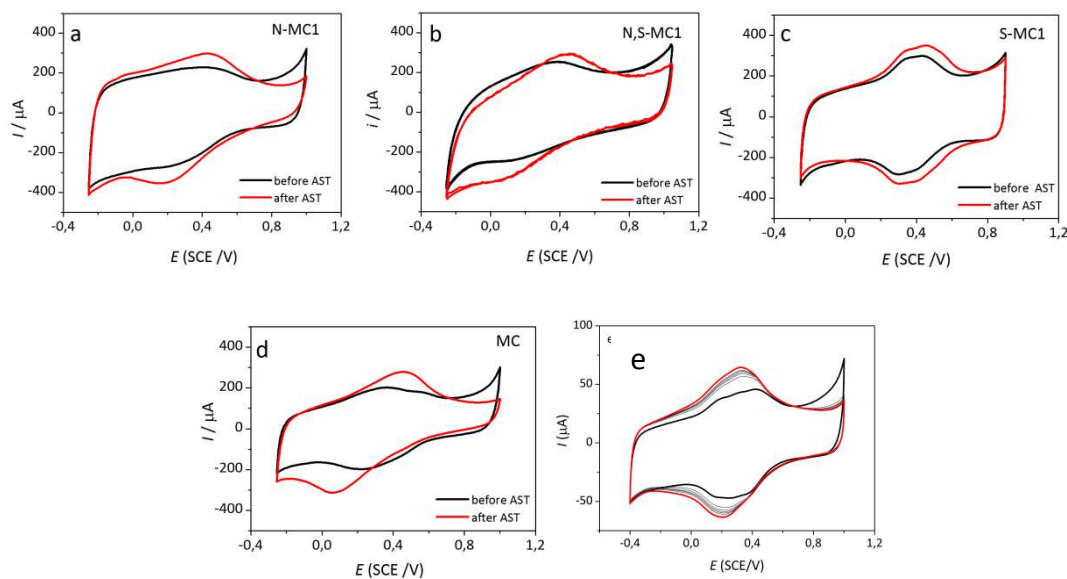 a
N-MC1
400
200
0
-200
-400
I / µA
before AST
after AST
-0,4
0,0
0,4
0,8
1,2
E (SCE /V)
b
N,S-MC1
400
200
0
-200
-400
i / µA
before AST
after AST
-0,4
0,0
0,4
0,8
1,2
E (SCE /V)
c
S-MC1
400
200
0
-200
-400
I / µA
before AST
after AST
-0,4
0,0
0,4
0,8
1,2
E (SCE /V)
d
MC
400
200
0
-200
-400
I / µA
before AST
after AST
-0,4
0,0
0,4
0,8
1,2
E (SCE /V)
e
100
50
0
-50
I (µA)
-0,4
0,0
0,4
0,8
1,2
E (SCE /V)